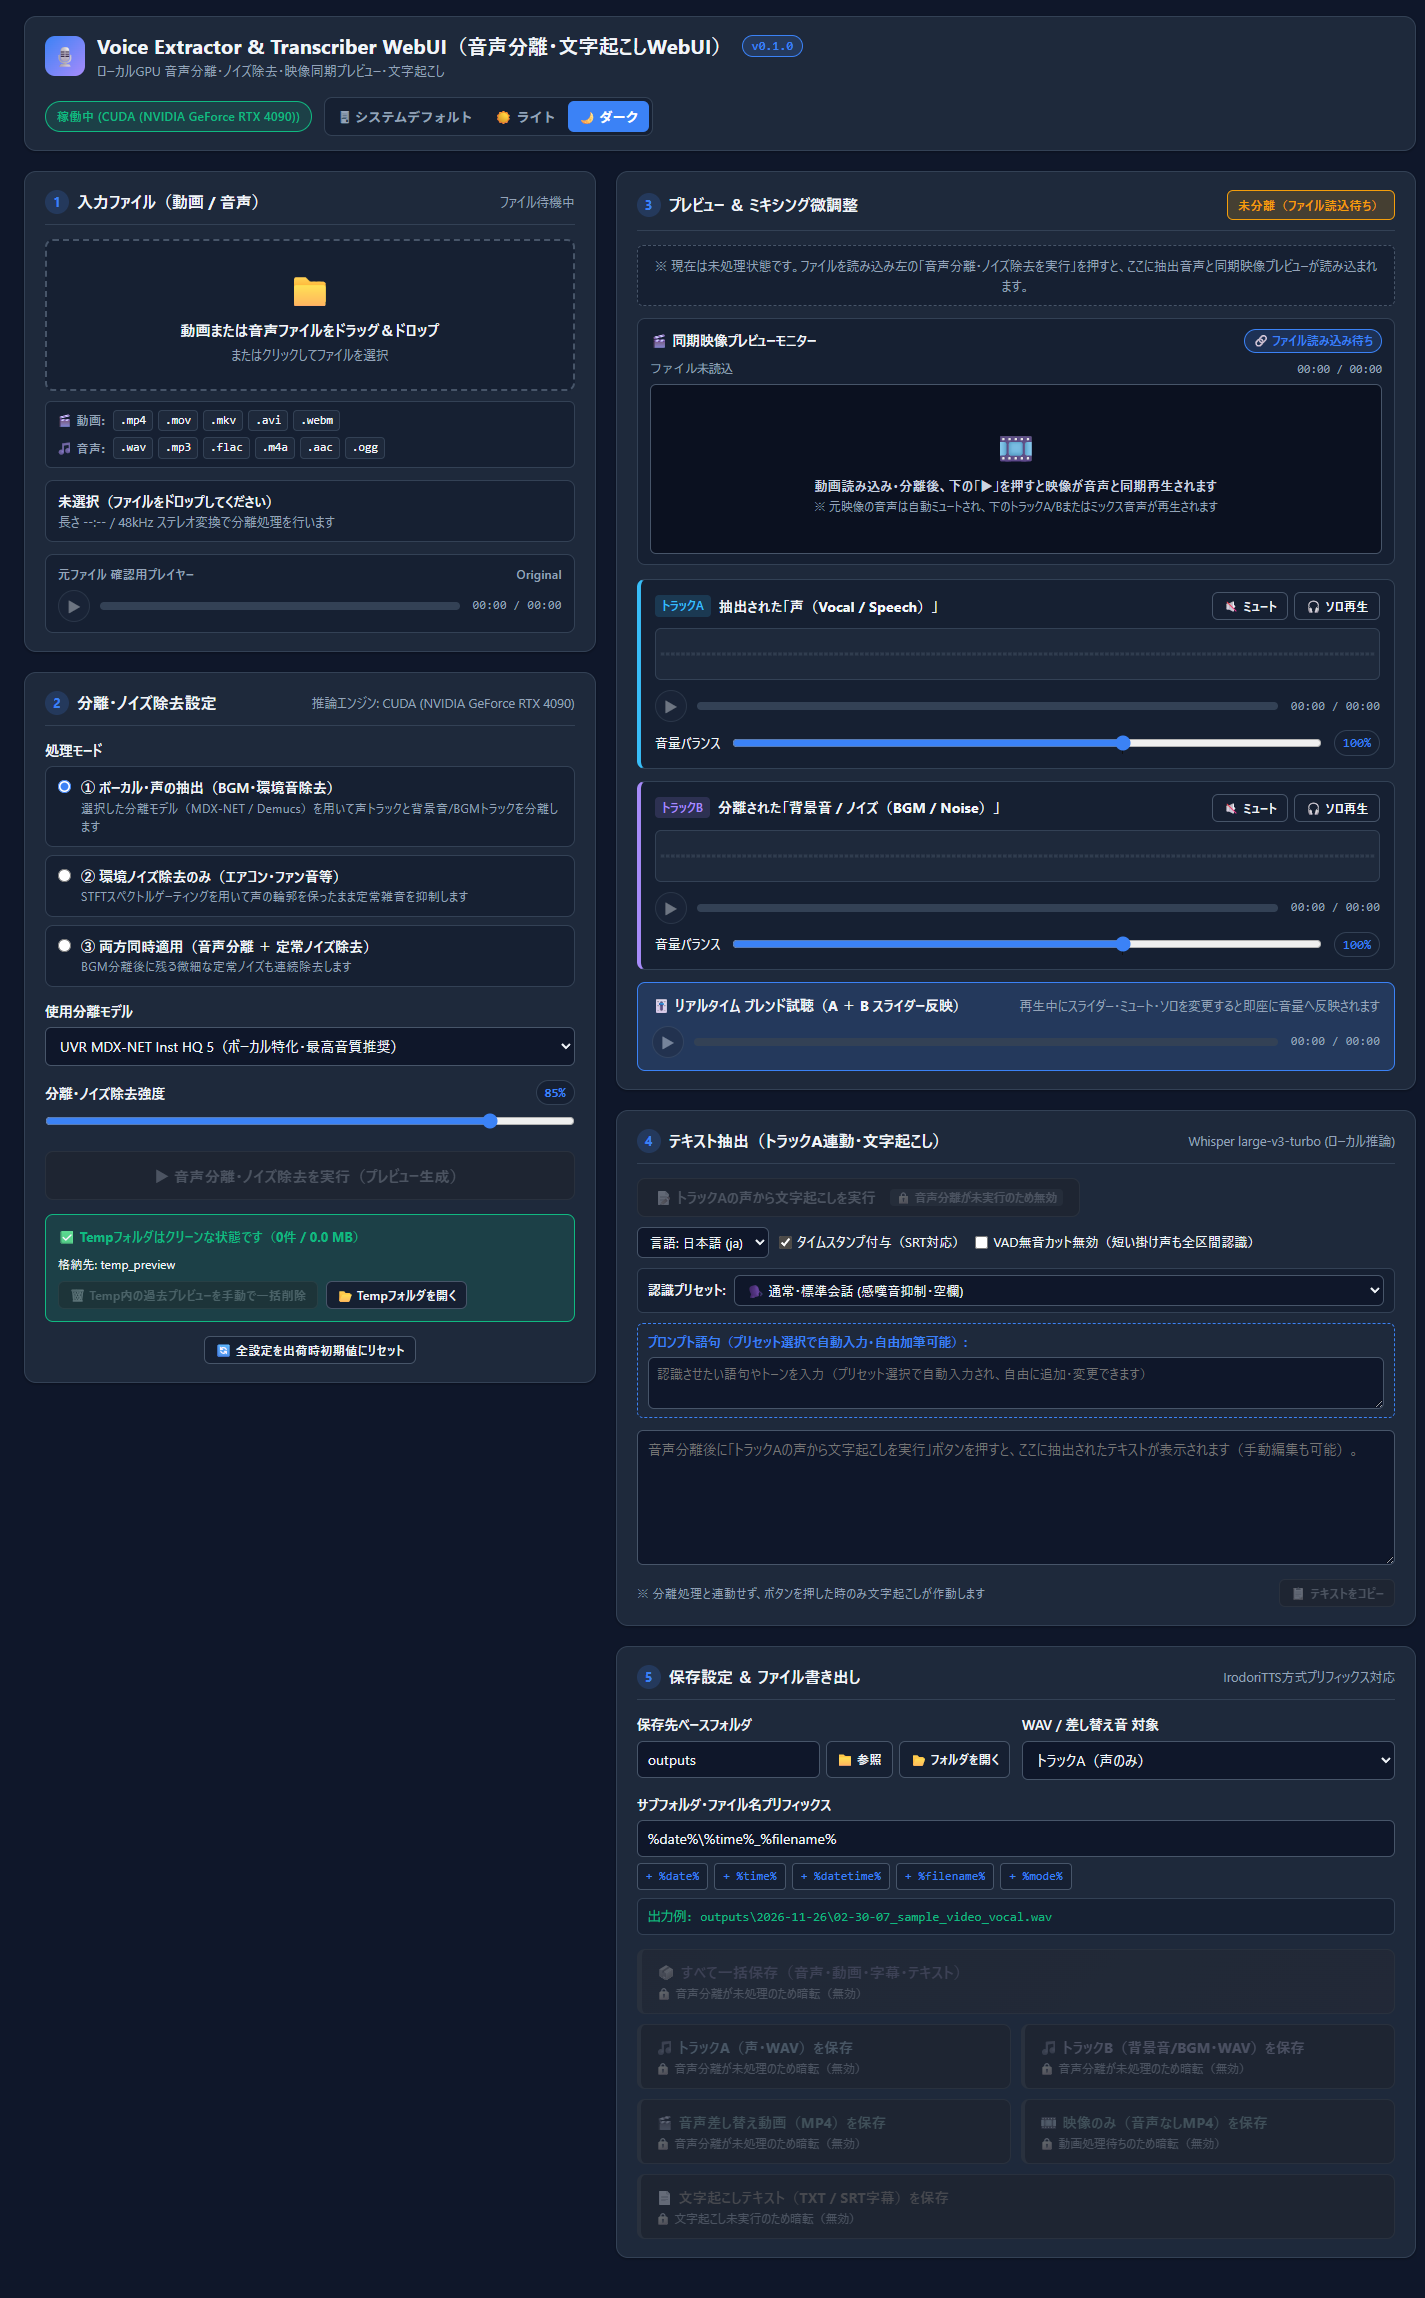 Voice Extractor & Transcriber WebUI（音声分離・文字起こしWebUI） v0.1.0
ローカルGPU 音声分離・ノイズ除去・映像同期プレビュー・文字起こし
稼働中 (CUDA (NVIDIA GeForce RTX 4090)) システムデフォルト ライト ダーク
1 入力ファイル（動画 / 音声） ファイル待機中
動画または音声ファイルをドラッグ＆ドロップ
またはクリックしてファイルを選択
動画: .mp4 .mov .mkv .avi .webm
音声: .wav .mp3 .flac .m4a .aac .ogg
未選択（ファイルをドロップしてください）
長さ --:-- / 48kHz ステレオ変換で分離処理を行います
元ファイル 確認用プレイヤー Original
00:00 / 00:00
2 分離・ノイズ除去設定 推論エンジン: CUDA (NVIDIA GeForce RTX 4090)
処理モード
① ボーカル・声の抽出（BGM・環境音除去）
選択した分離モデル（MDX-NET / Demucs）を用いて声トラックと背景音/BGMトラックを分離し
ます
② 環境ノイズ除去のみ（エアコン・ファン音等）
STFTスペクトルゲーティングを用いて声の輪郭を保ったまま定常雑音を抑制します
③ 両方同時適用（音声分離 ＋ 定常ノイズ除去）
BGM分離後に残る微細な定常ノイズも連続除去します
使用分離モデル
UVR MDX-NET Inst HQ 5（ボーカル特化・最高音質推奨）
分離・ノイズ除去強度 85%
▶ 音声分離・ノイズ除去を実行（プレビュー生成）
Tempフォルダはクリーンな状態です（0件 / 0.0 MB）
格納先: temp_preview
Temp内の過去プレビューを手動で一括削除 Tempフォルダを開く
全設定を出荷時初期値にリセット
3 プレビュー ＆ ミキシング微調整 未分離（ファイル読込待ち）
※ 現在は未処理状態です。ファイルを読み込み左の「音声分離・ノイズ除去を実行」を押すと、ここに抽出音声と同期映像プレビューが読み込まれ
ます。
同期映像プレビューモニター ファイル読み込み待ち
ファイル未読込 00:00 / 00:00
動画読み込み・分離後、下の「▶」を押すと映像が音声と同期再生されます
※ 元映像の音声は自動ミュートされ、下のトラックA/Bまたはミックス音声が再生されます
トラックA 抽出された「声（Vocal / Speech）」 ミュート ソロ再生
00:00 / 00:00
音量バランス 100%
トラックB 分離された「背景音 / ノイズ（BGM / Noise）」 ミュート ソロ再生
00:00 / 00:00
音量バランス 100%
リアルタイム ブレンド試聴（A ＋ B スライダー反映） 再生中にスライダー・ミュート・ソロを変更すると即座に音量へ反映されます
00:00 / 00:00
4 テキスト抽出（トラックA連動・文字起こし） Whisper large-v3-turbo (ローカル推論)
トラックAの声から文字起こしを実行 音声分離が未実行のため無効
言語: 日本語 (ja) タイムスタンプ付与（SRT対応） VAD無音カット無効（短い掛け声も全区間認識）
認識プリセット: 通常・標準会話 (感嘆音抑制・空欄)
プロンプト語句（プリセット選択で自動入力・自由加筆可能）:
認識させたい語句やトーンを入力（プリセット選択で自動入力され、自由に追加・変更できます）
音声分離後に「トラックAの声から文字起こしを実行」ボタンを押すと、ここに抽出されたテキストが表示されます（手動編集も可能）。
※ 分離処理と連動せず、ボタンを押した時のみ文字起こしが作動します テキストをコピー
5 保存設定 ＆ ファイル書き出し IrodoriTTS方式プリフィックス対応
保存先ベースフォルダ WAV / 差し替え音 対象
outputs 参照 フォルダを開く トラックA（声のみ）
サブフォルダ・ファイル名プリフィックス
%date%\%time%_%filename%
+ %date% + %time% + %datetime% + %filename% + %mode%
出力例: outputs\2026-11-26\02-30-07_sample_video_vocal.wav
すべて一括保存（音声・動画・字幕・テキスト）
音声分離が未処理のため暗転（無効）
トラックA（声・WAV）を保存 トラックB（背景音/BGM・WAV）を保存
音声分離が未処理のため暗転（無効） 音声分離が未処理のため暗転（無効）
音声差し替え動画（MP4）を保存 映像のみ（音声なしMP4）を保存
音声分離が未処理のため暗転（無効） 動画処理待ちのため暗転（無効）
文字起こしテキスト（TXT / SRT字幕）を保存
文字起こし未実行のため暗転（無効）